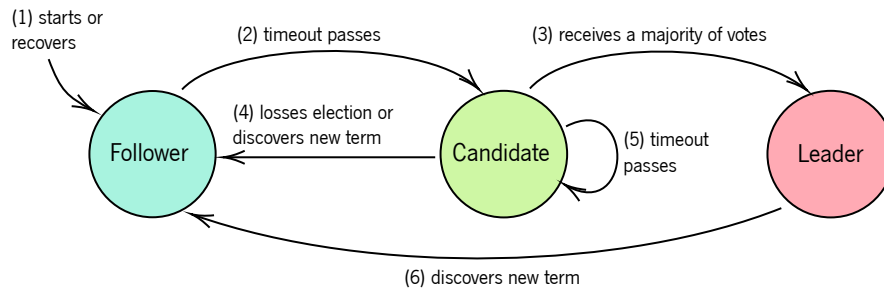 (1) starts or
recovers
(2) timeout passes
(3) receives a majority of votes
(4) losses election or
discovers new term
(5) timeout
passes
Follower
Candidate
Leader
(6) discovers new term